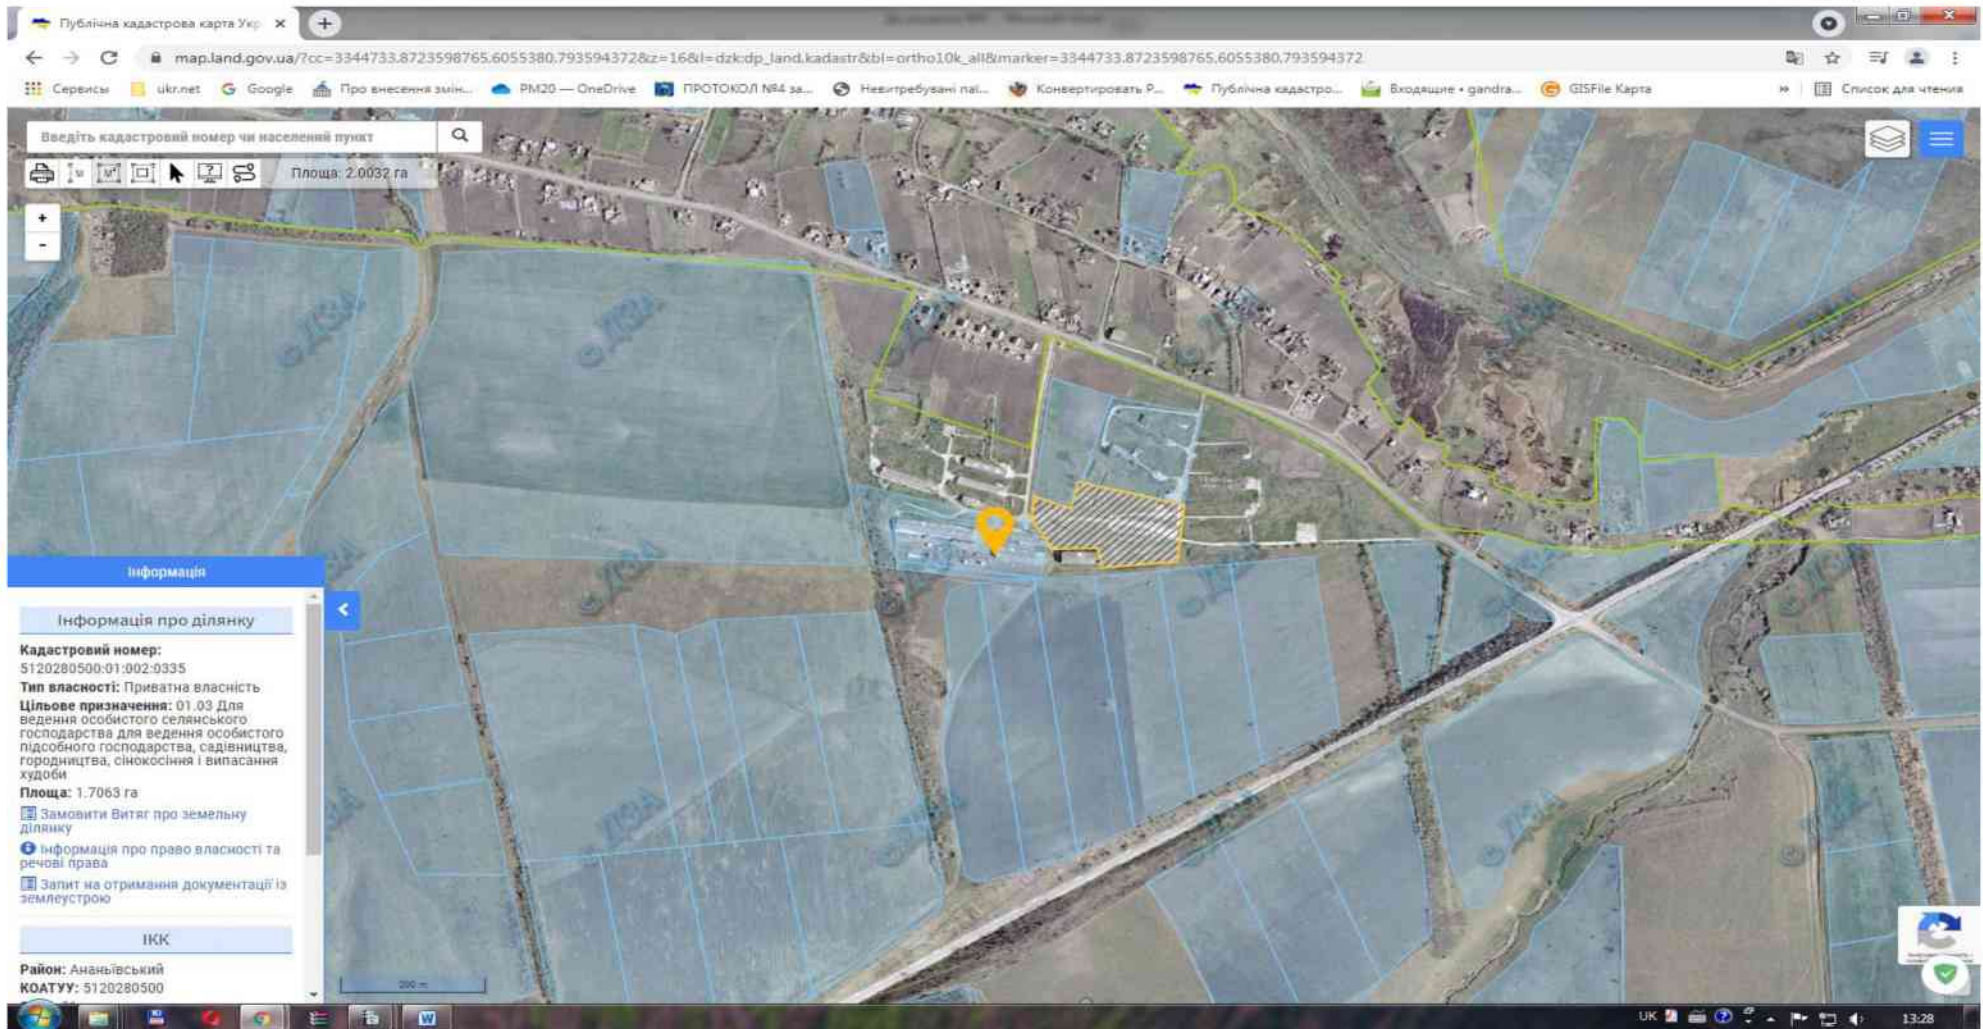 Публічна кадастрова карта Укр
map.land.gov.ua/?cc=3344733.8723598765,6055380.793594372&z=16&l=dzk:dp_land,kadastr&bl=ortho10k_all&marker=3344733.8723598765,6055380.793594372
Сервисы ukr.net Google Про внесення змін... PM20 — OneDrive ПРОТОКОЛ №4 за... Невитребувані паї... Конвертировать Р... Публічна кадастро... Входящие • gandra... GISFile Карта » Список для чтения
Введіть кадастровий номер чи населений пункт
Площа: 2.0032 га
+
-
© ДЗА
Інформація
Інформація про ділянку
Кадастровий номер:
5120280500:01:002:0335
Тип власності: Приватна власність
Цільове призначення: 01.03 Для
ведення особистого селянського
господарства для ведення особистого
підсобного господарства, садівництва,
городництва, сінокосіння і випасання
худоби
Площа: 1.7063 га
Замовити Витяг про земельну
ділянку
Інформація про право власності та
речові права
Запит на отримання документації із
землеустрою
ІКК
Район: Ананьївський
КОАТУУ: 5120280500
200 m
UK
13:28